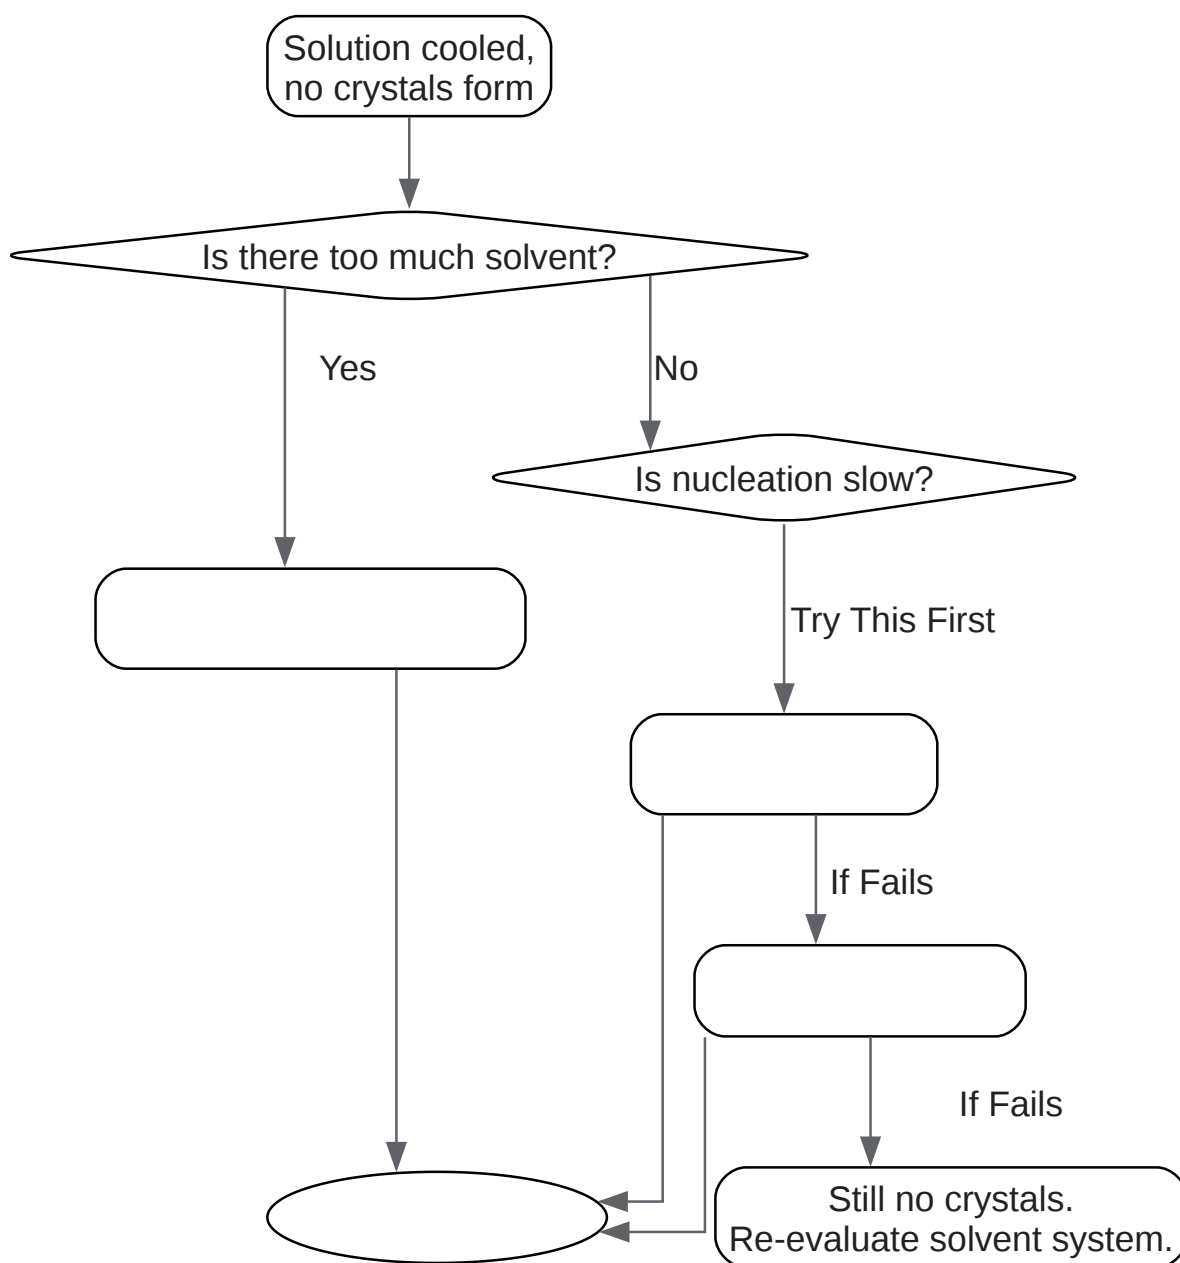 Solution cooled,
no crystals form
Is there too much solvent?
Yes
No
Is nucleation slow?
Try This First
If Fails
If Fails
Still no crystals.
Re-evaluate solvent system.